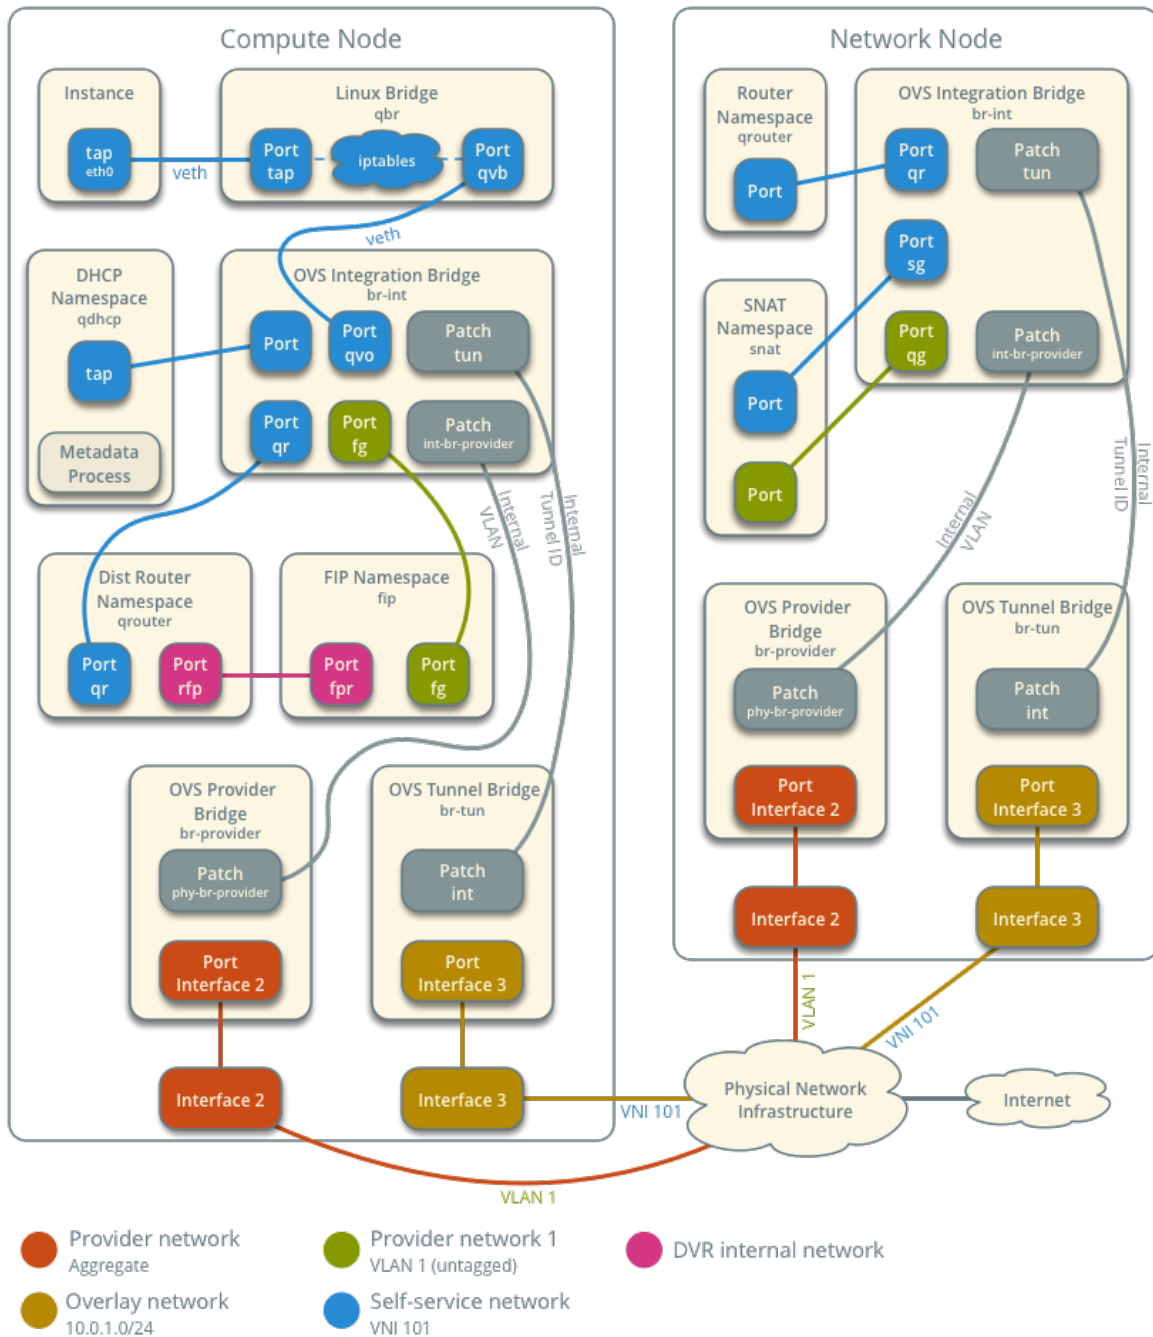 Compute Node
Instance
tap
eth0
veth
Linux Bridge
qbr
Port
tap
iptables
Port
qvb
veth
DHCP
Namespace
qdhcp
tap
Metadata
Process
OVS Integration Bridge
br-int
Port
Port
qvo
Patch
tun
Port
qr
Port
fg
Patch
int-br-provider
Internal
VLAN
Internal
Tunnel ID
Dist Router
Namespace
qrouter
Port
qr
Port
rfp
FIP Namespace
fip
Port
fpr
Port
fg
OVS Provider
Bridge
br-provider
Patch
phy-br-provider
Port
Interface 2
OVS Tunnel Bridge
br-tun
Patch
int
Port
Interface 3
Interface 2
Interface 3
Network Node
Router
Namespace
qrouter
Port
OVS Integration Bridge
br-int
Port
qr
Patch
tun
Port
sg
Port
qg
Patch
int-br-provider
SNAT
Namespace
snat
Port
Port
Internal
VLAN
Internal
Tunnel ID
OVS Provider
Bridge
br-provider
Patch
phy-br-provider
Port
Interface 2
OVS Tunnel Bridge
br-tun
Patch
int
Port
Interface 3
Interface 2
Interface 3
VLAN 1
VNI 101
VNI 101
VLAN 1
Physical Network
Infrastructure
Internet
Provider network
Aggregate
Provider network 1
VLAN 1 (untagged)
DVR internal network
Overlay network
10.0.1.0/24
Self-service network
VNI 101